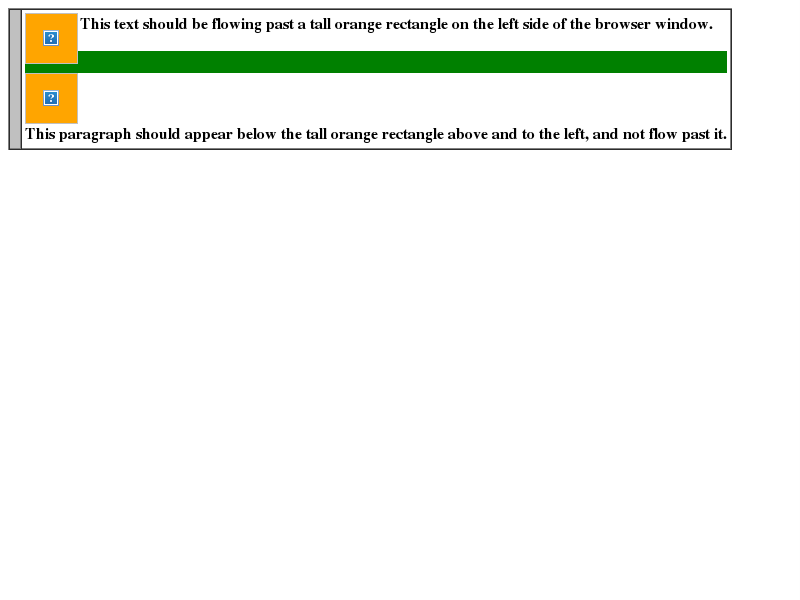 This text should be flowing past a tall orange rectangle on the left side of the browser window.
?
?
This paragraph should appear below the tall orange rectangle above and to the left, and not flow past it.